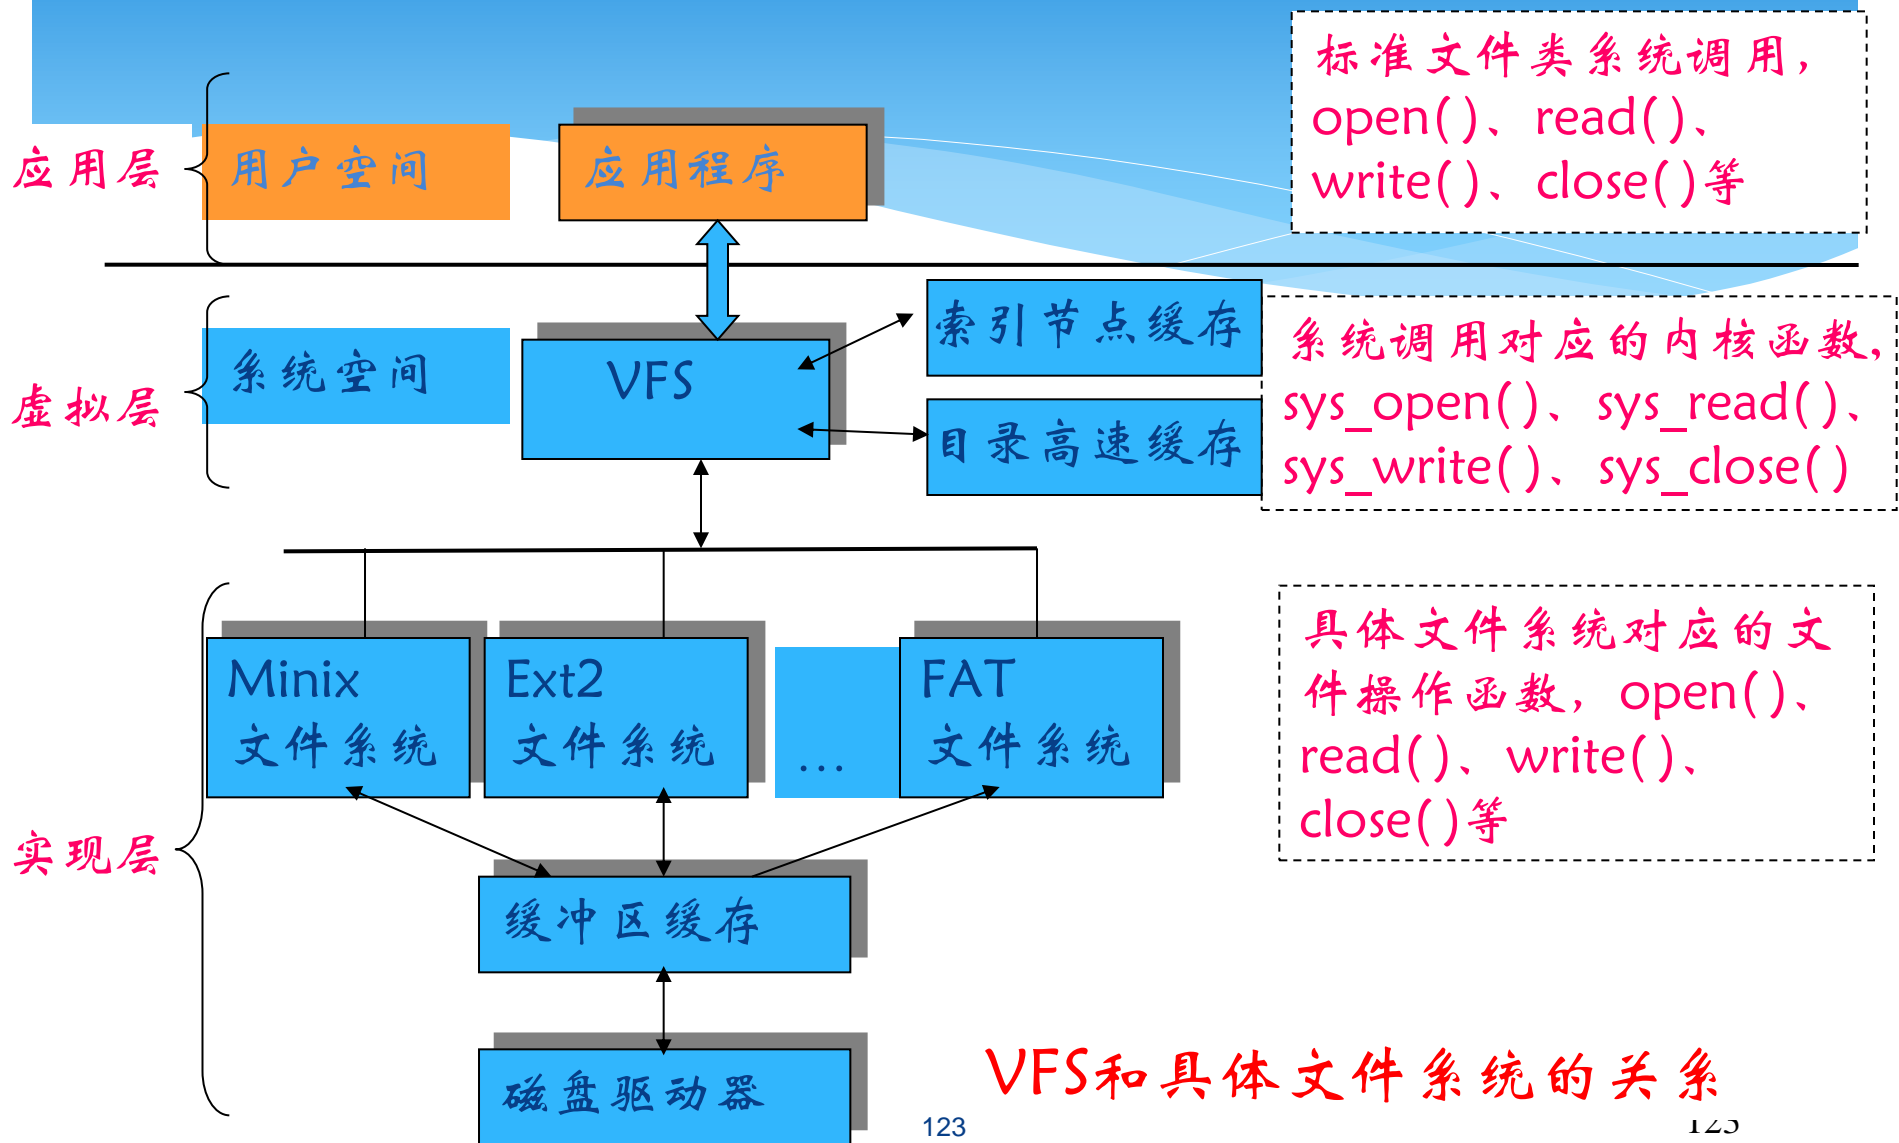 标准文件类系统调用，
open()、read()、
write()、close()等
应用层
用户空间
应用程序
虚拟层
系统空间
VFS
索引节点缓存
目录高速缓存
系统调用对应的内核函数，
sys_open()、sys_read()、
sys_write()、sys_close()
实现层
Minix
文件系统
Ext2
文件系统
…
FAT
文件系统
具体文件系统对应的文
件操作函数，open()、
read()、write()、
close()等
缓冲区缓存
磁盘驱动器
VFS和具体文件系统的关系
123
123